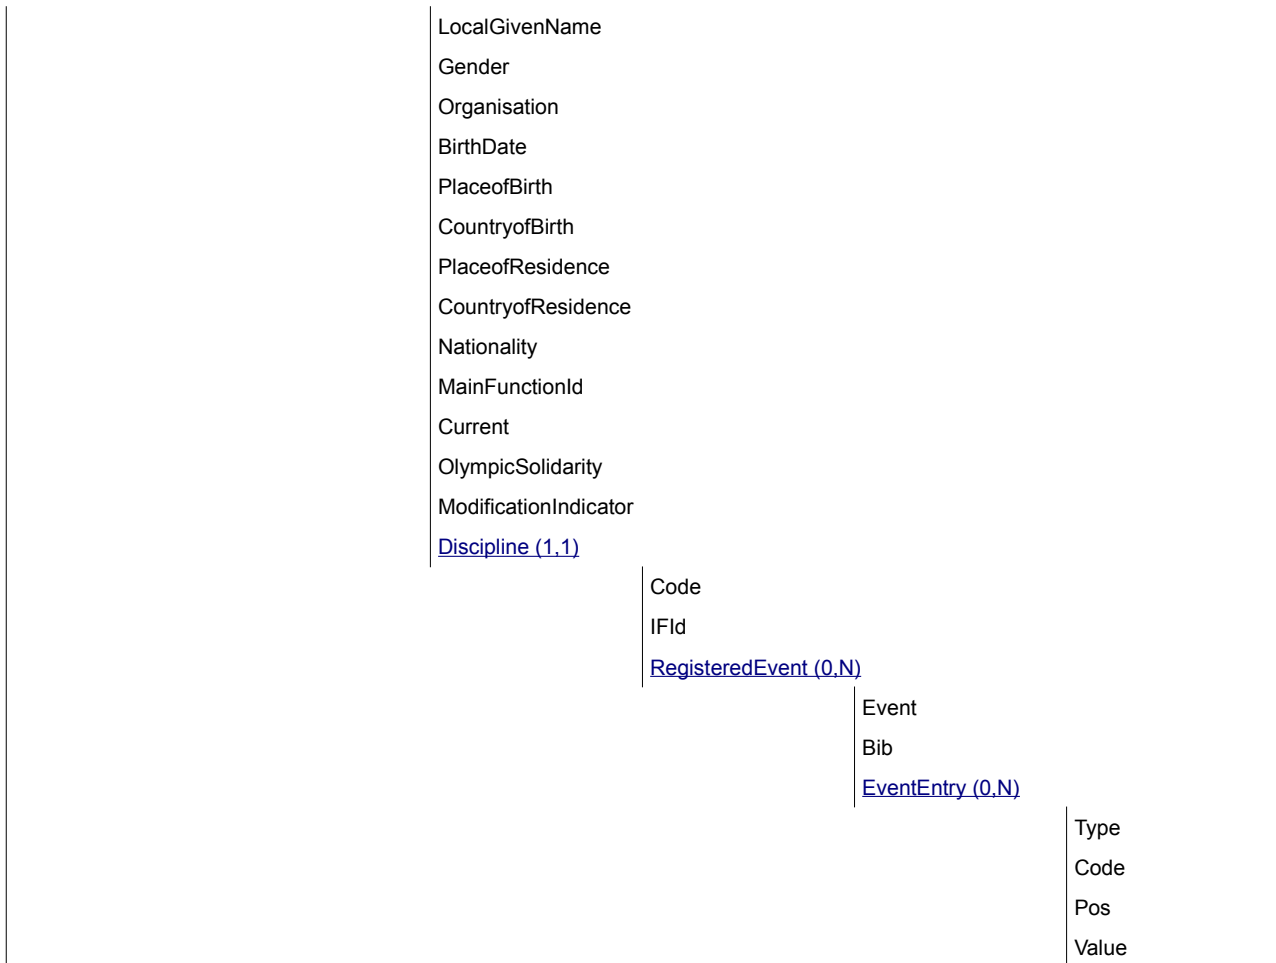 LocalGivenName
Gender
Organisation
BirthDate
PlaceofBirth
CountryofBirth
PlaceofResidence
CountryofResidence
Nationality
MainFunctionId
Current
OlympicSolidarity
ModificationIndicator
Discipline (1,1)
Code
IFId
RegisteredEvent (0,N)
Event
Bib
EventEntry (0,N)
Type
Code
Pos
Value